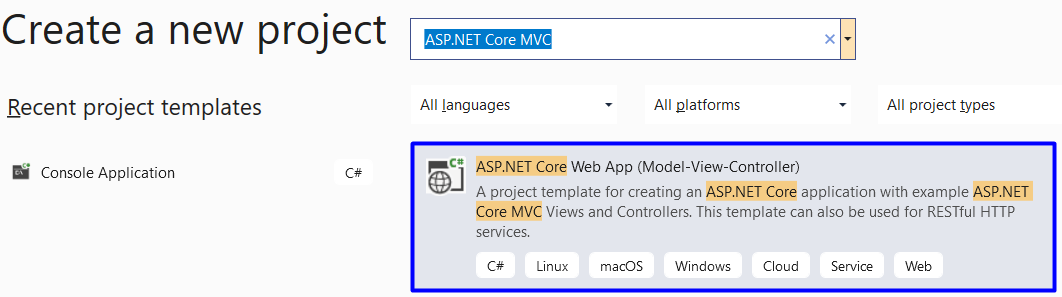 Create a new project
ASP.NET Core MVC
Recent project templates
All languages
All platforms
All project types
Console Application
C#
C#
ASP.NET Core Web App (Model-View-Controller)
A project template for creating an ASP.NET Core application with example ASP.NET
Core MVC Views and Controllers. This template can also be used for RESTful HTTP
services.
C#
Linux
macOS
Windows
Cloud
Service
Web